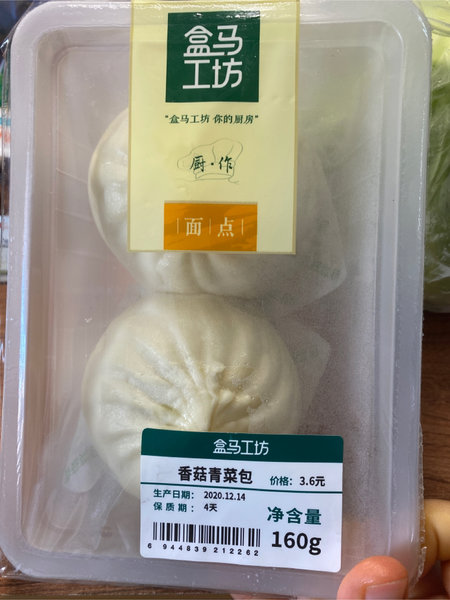 盒马
工坊
“盒马工坊 你的厨房”
厨·作
面点
盒马工坊
香菇青菜包 价格：3.6元
生产日期： 2020.12.14
保质期： 4天
净含量
160g
6 944839 212262